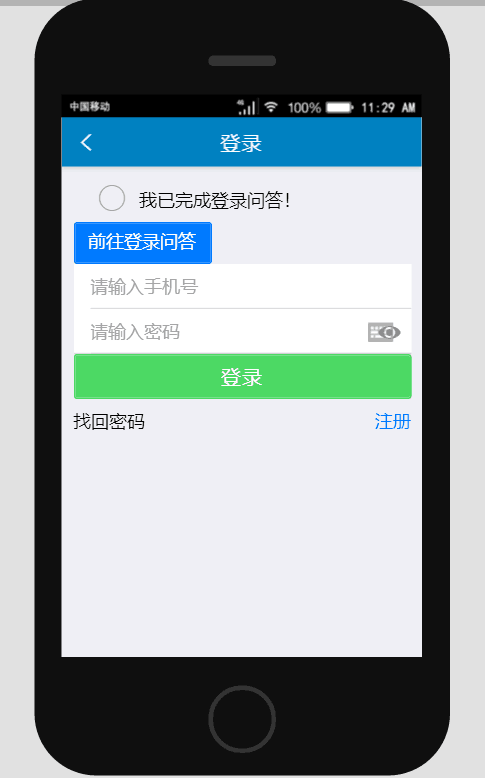 中国移动 4G 100% 11:29 AM
登录
我已完成登录问答!
前往登录问答
请输入手机号
请输入密码
登录
找回密码 注册